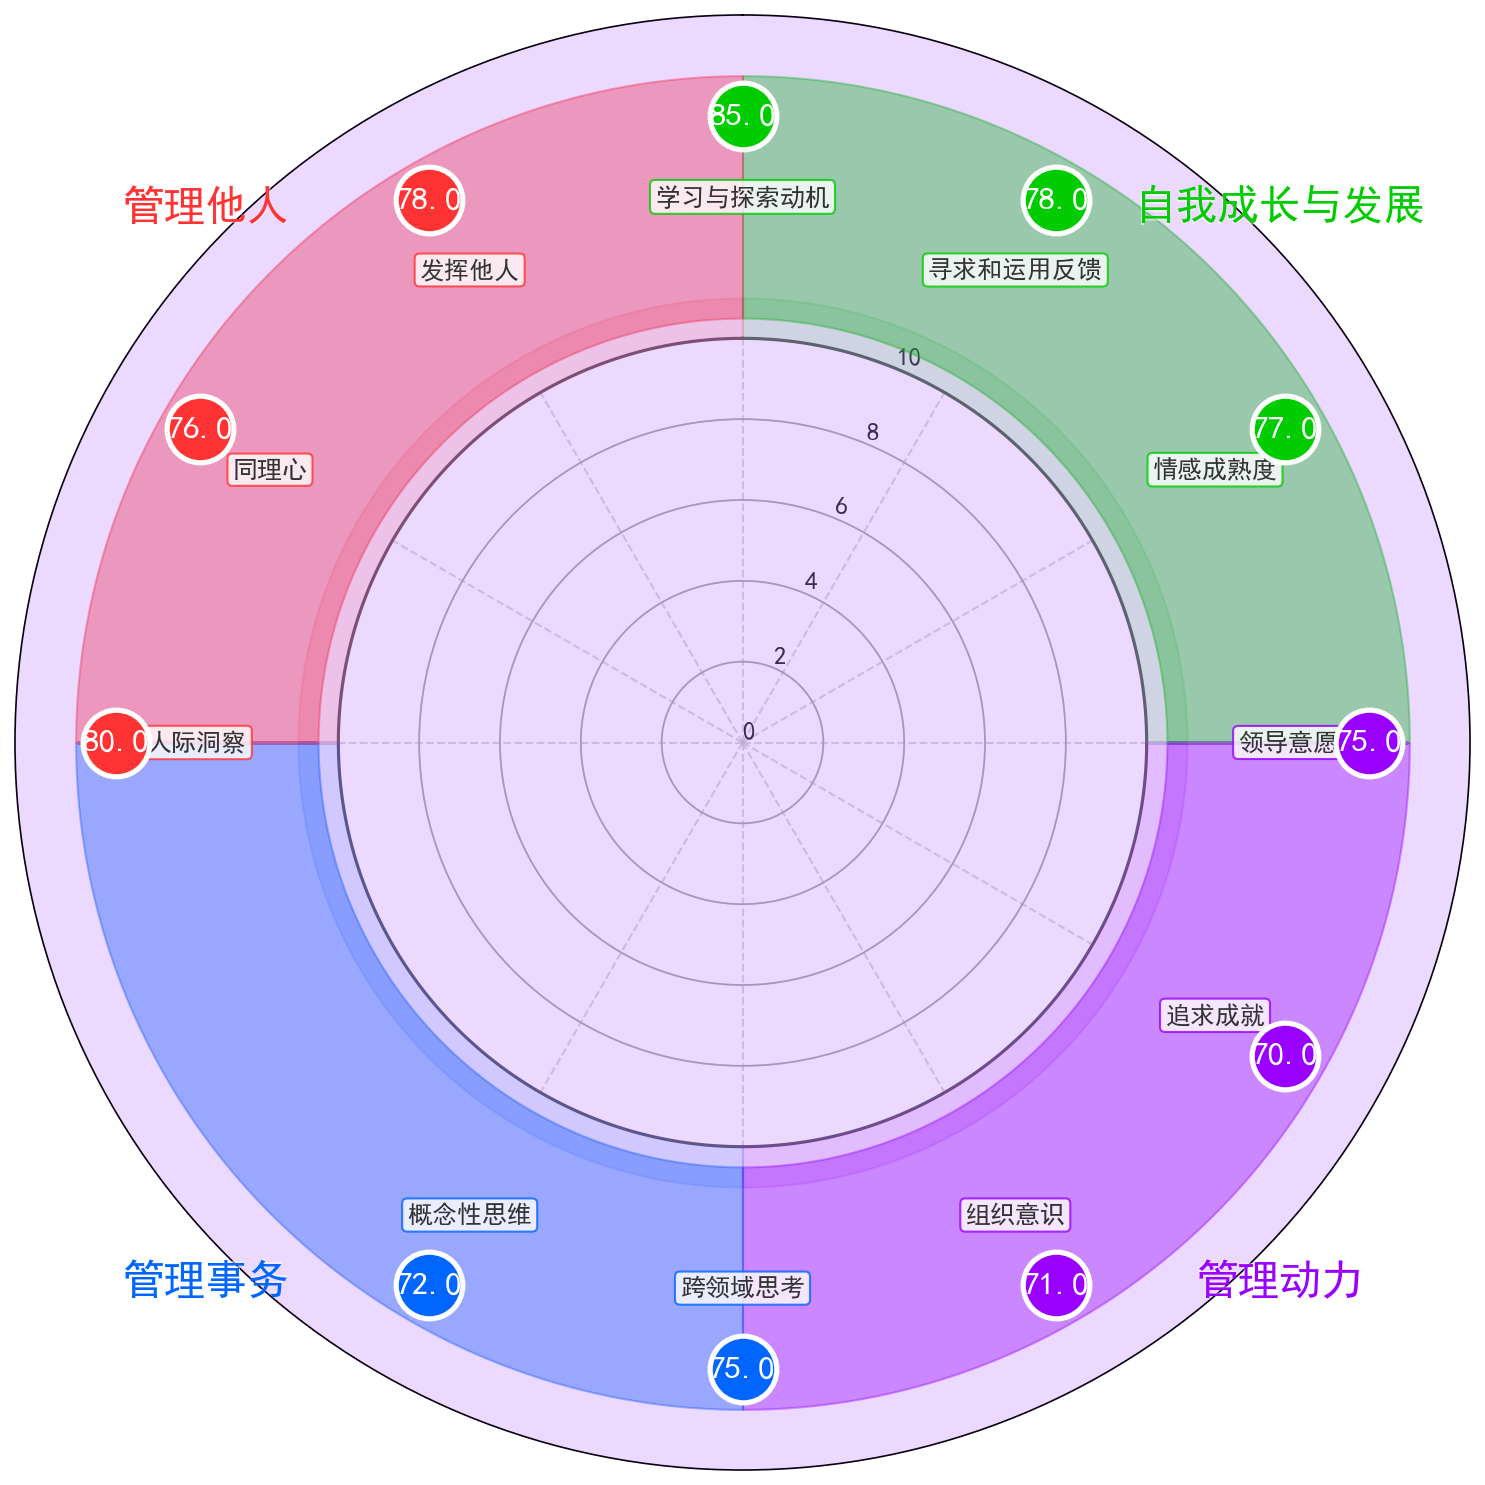 85.0
学习与探索动机
管理他人
78.0
发挥他人
78.0
寻求和运用反馈
自我成长与发展
76.0
同理心
77.0
情感成熟度
10
8
6
4
2
0
80.0
人际洞察
领导意愿
75.0
追求成就
70.0
概念性思维
72.0
管理事务
跨领域思考
75.0
组织意识
71.0
管理动力